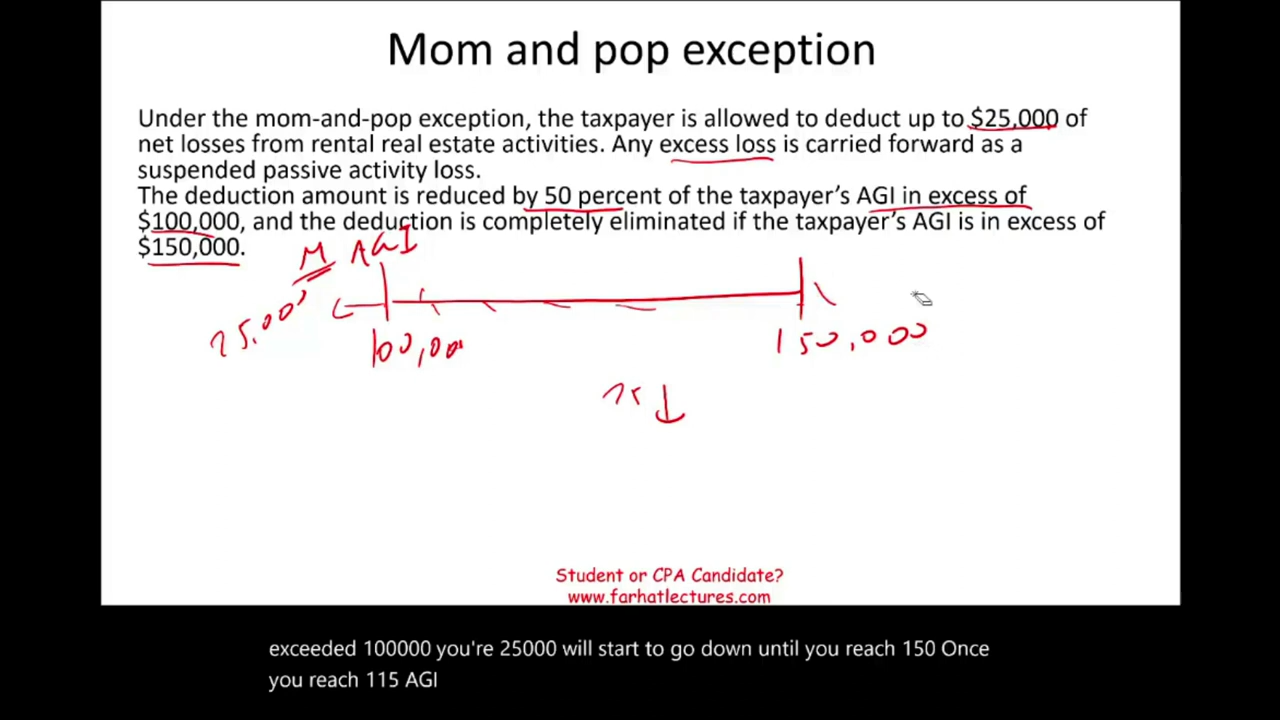 Mom and pop exception
Under the mom-and-pop exception, the taxpayer is allowed to deduct up to $25,000 of
net losses from rental real estate activities. Any excess loss is carried forward as a
suspended passive activity loss.
The deduction amount is reduced by 50 percent of the taxpayer's AGI in excess of
$100,000, and the deduction is completely eliminated if the taxpayer's AGI is in excess of
$150,000.
M AGI
25,000
100,000
150,000
25
Student or CPA Candidate?
www.farhatlectures.com
exceeded 100000 you're 25000 will start to go down until you reach 150 Once
you reach 115 AGI